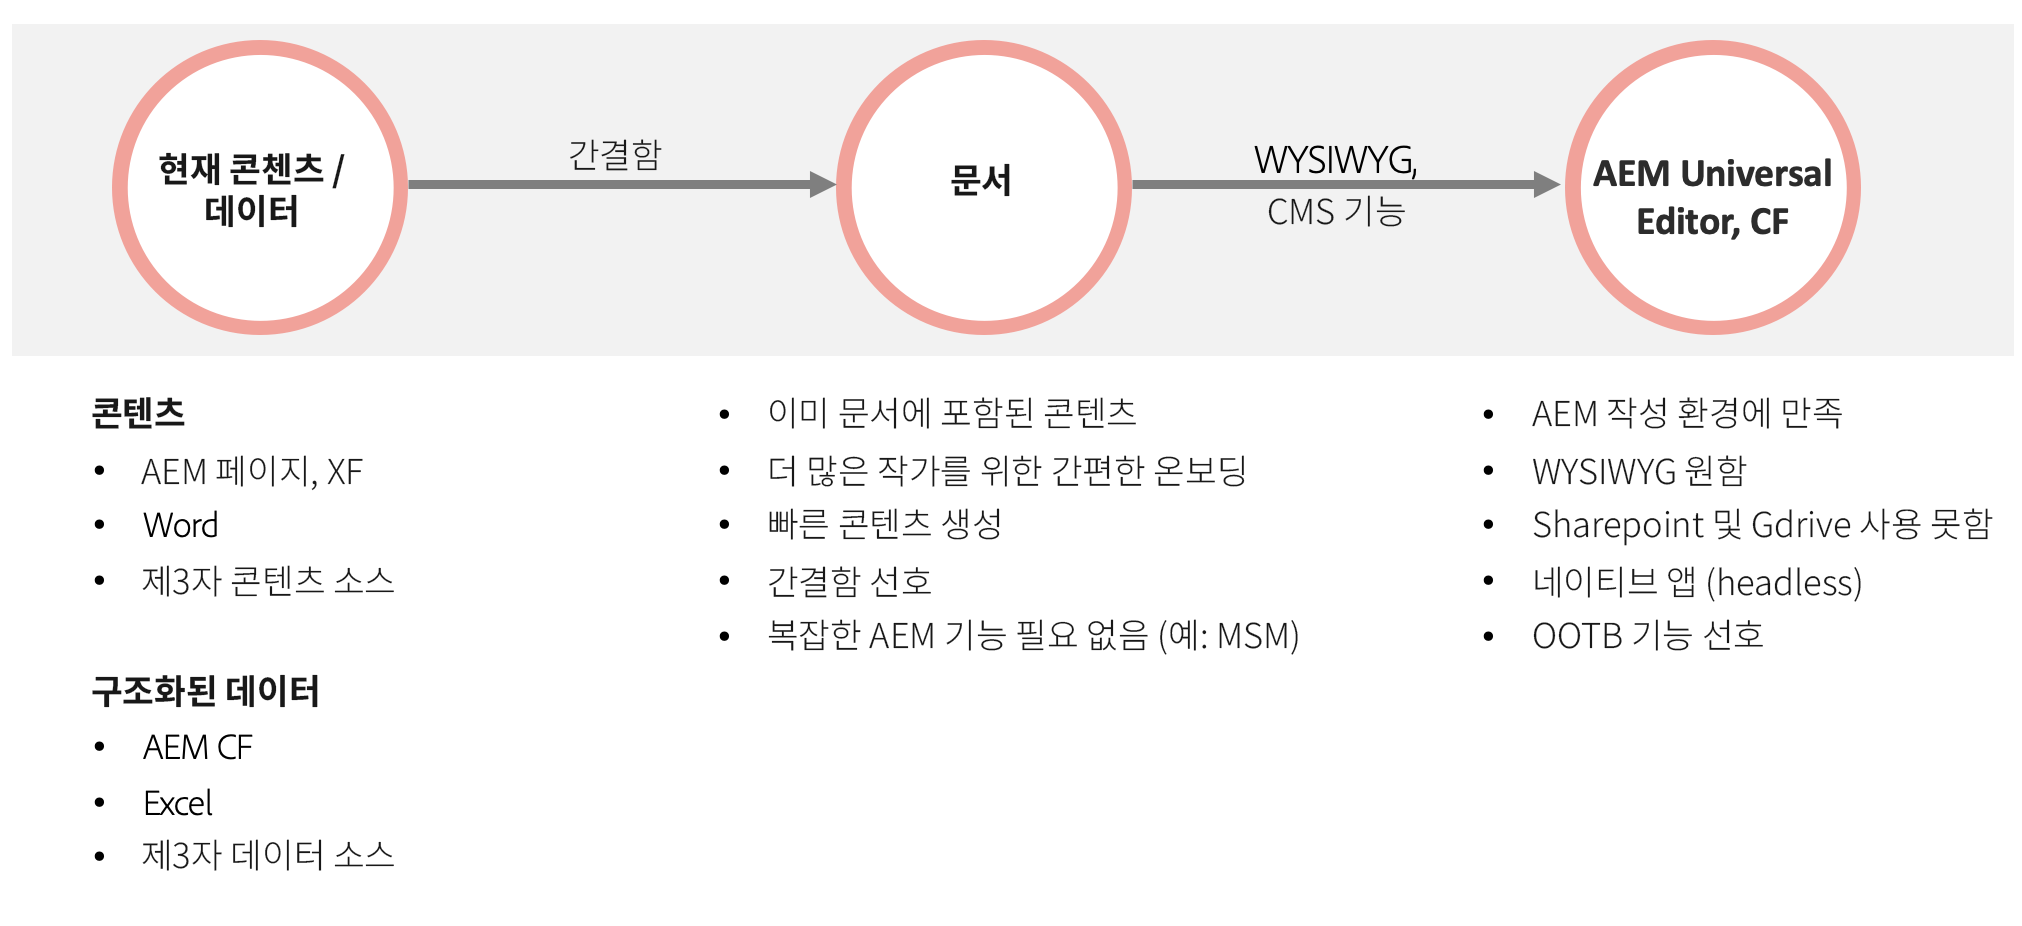 현재 콘첸츠 /
데이터
간결함
문서
WYSIWYG,
CMS 기능
AEM Universal
Editor, CF
콘텐츠
• AEM 페이지, XF
• Word
• 제3자 콘텐츠 소스
구조화된 데이터
• AEM CF
• Excel
• 제3자 데이터 소스
• 이미 문서에 포함된 콘텐츠
• 더 많은 작가를 위한 간편한 온보딩
• 빠른 콘텐츠 생성
• 간결함 선호
• 복잡한 AEM 기능 필요 없음 (예: MSM)
• AEM 작성 환경에 만족
• WYSIWYG 원함
• Sharepoint 및 Gdrive 사용 못함
• 네이티브 앱 (headless)
• OOTB 기능 선호